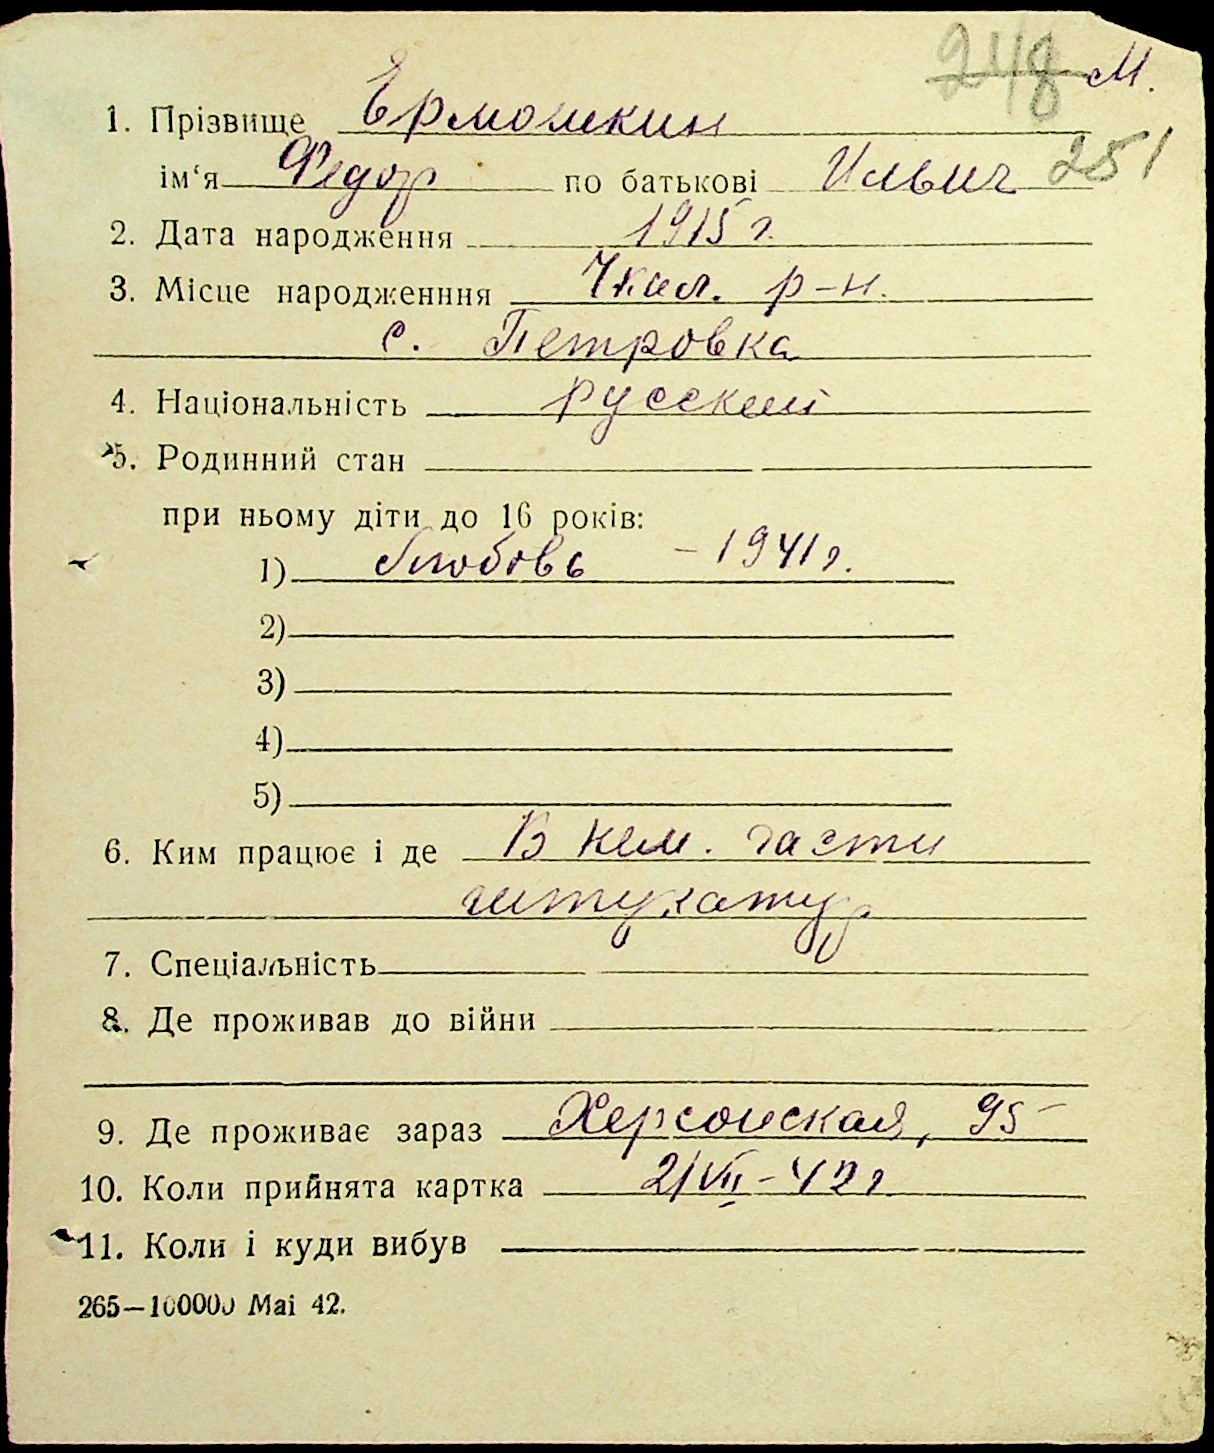 248 М.
1. Прізвище Ермошкин
251
ім‘я Федор по батькові Ильич
2. Дата народження 1915 г.
3. Місце народженння Чкал. р-н.
с. Петровка
4. Національність русский
5. Родинний стан
при ньому діти до 16 років:
1) Любовь - 1941 г.
2)
3)
4)
5)
6. Ким працює і де В нем. части
штукатур
7. Спеціальність
8. Де проживав до війни
9. Де проживає зараз Херсонская, 95
10. Коли прийнята картка 21/VII-42 г
11. Коли і куди вибув
265—100000 Mai 42.